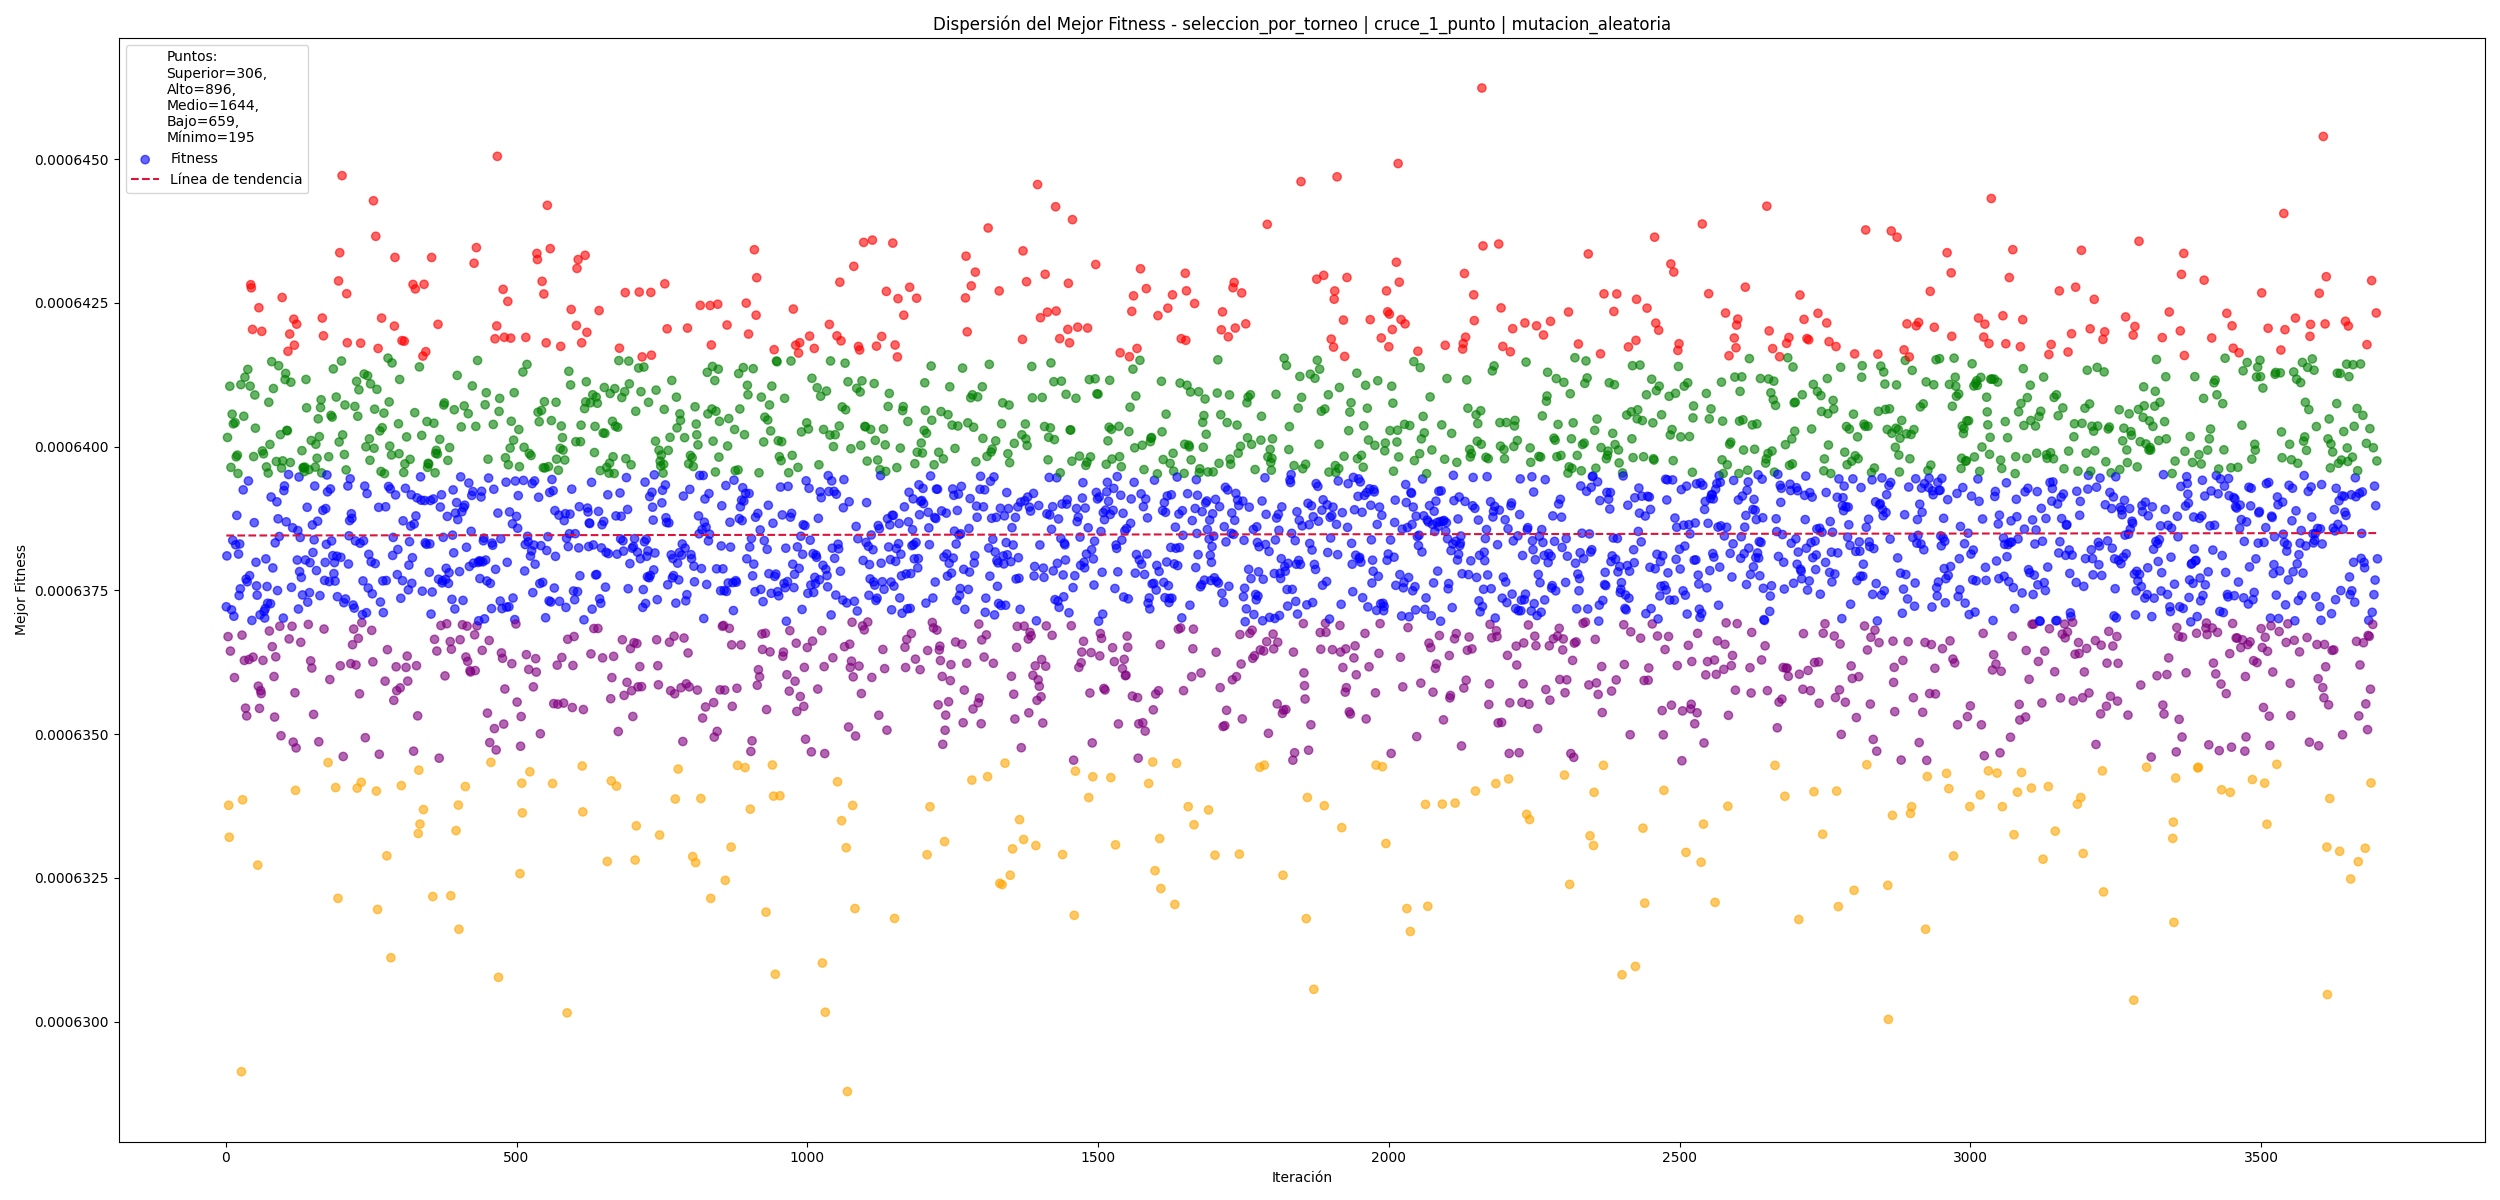 Dispersión del Mejor Fitness - seleccion_por_torneo | cruce_1_punto | mutacion_aleatoria
Puntos:
Superior=306,
Alto=896,
Medio=1644,
Bajo=659,
Mínimo=195
Fitness
Línea de tendencia
Mejor Fitness
0.0006450
0.0006425
0.0006400
0.0006375
0.0006350
0.0006325
0.0006300
0 500 1000 1500 2000 2500 3000 3500
Iteración